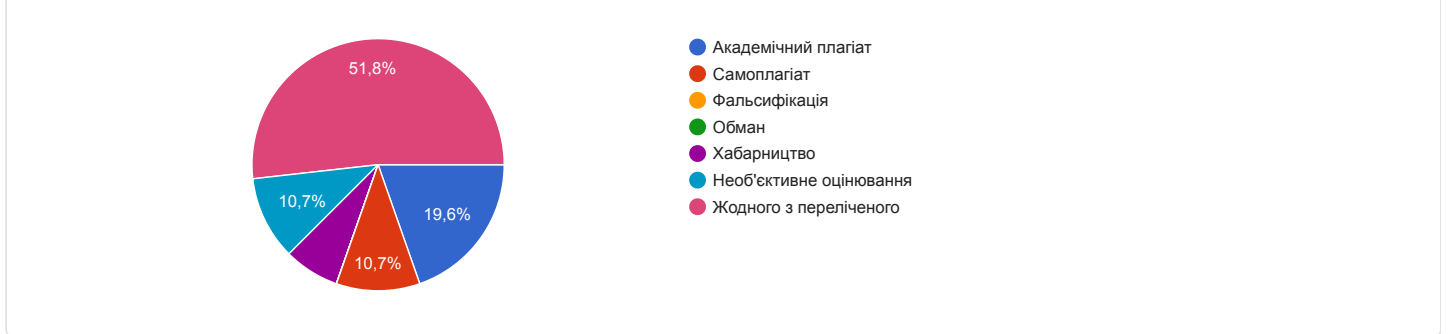 51,8%
10,7%
19,6%
10,7%
Академічний плагіат
Самоплагіат
Фальсифікація
Обман
Хабарництво
Необ'єктивне оцінювання
Жодного з переліченого